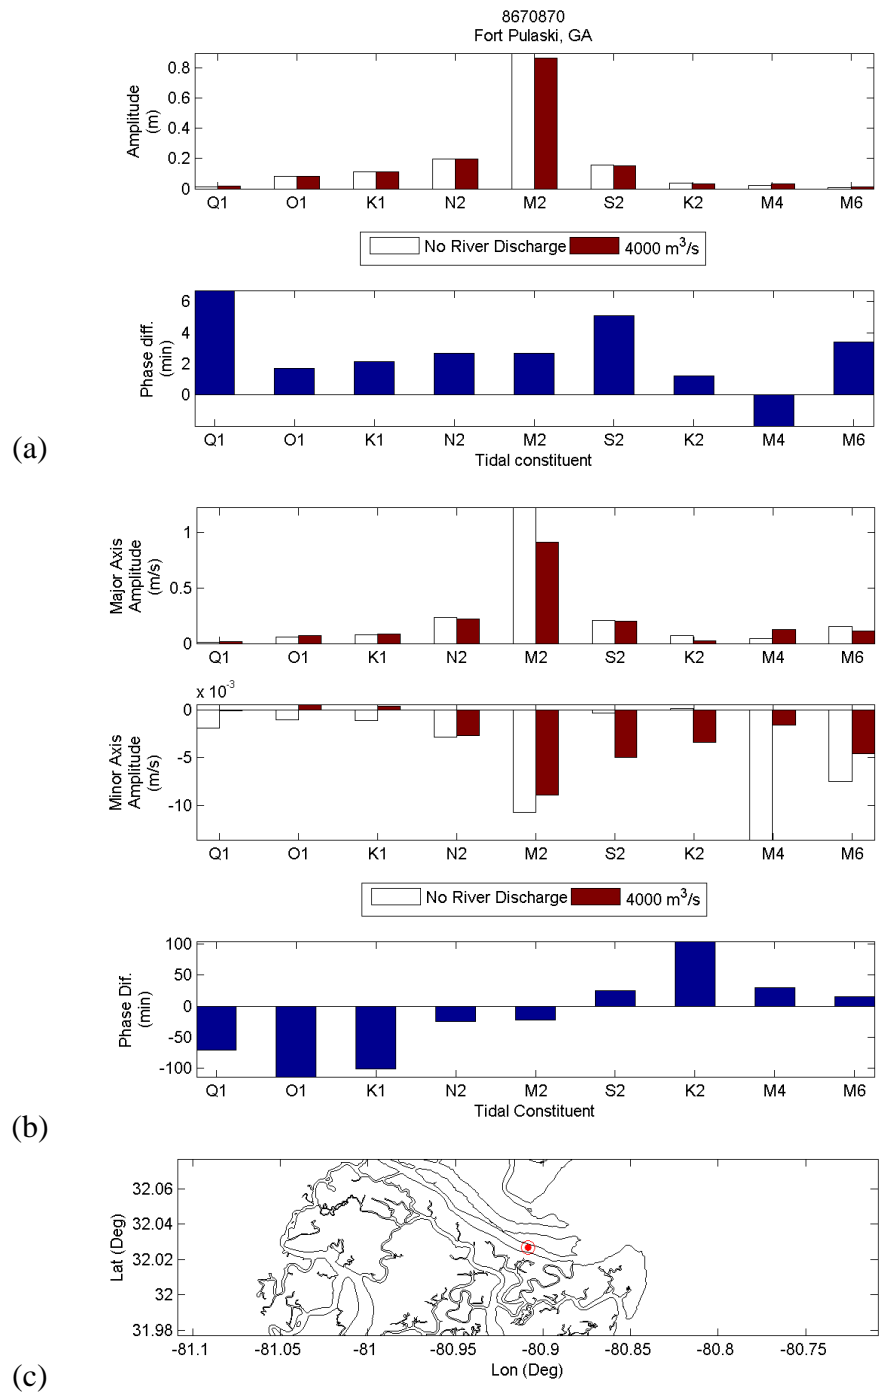 8670870
Fort Pulaski, GA
Amplitude
(m)
0.8
0.6
0.4
0.2
0
Q1 O1 K1 N2 M2 S2 K2 M4 M6
No River Discharge 4000 m³/s
Phase diff.
(min)
6
4
2
0
Q1 O1 K1 N2 M2 S2 K2 M4 M6
Tidal constituent
(a)
Major Axis
Amplitude
(m/s)
1
0.5
0
Q1 O1 K1 N2 M2 S2 K2 M4 M6
x 10⁻³
Minor Axis
Amplitude
(m/s)
0
-5
-10
Q1 O1 K1 N2 M2 S2 K2 M4 M6
No River Discharge 4000 m³/s
Phase Dif.
(min)
100
50
0
-50
-100
Q1 O1 K1 N2 M2 S2 K2 M4 M6
Tidal Constituent
(b)
Lat (Deg)
32.06
32.04
32.02
32
31.98
-81.1 -81.05 -81 -80.95 -80.9 -80.85 -80.8 -80.75
Lon (Deg)
(c)